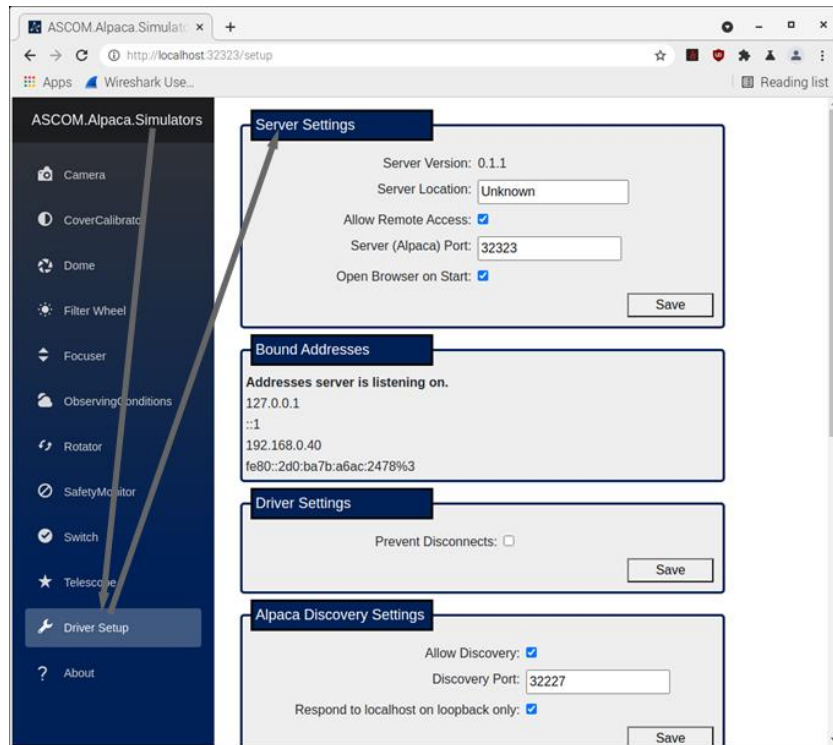 ASCOM.Alpaca.Simulato
http://localhost:32323/setup
Apps Wireshark Use... Reading list
ASCOM.Alpaca.Simulators
Camera
CoverCalibrato
Dome
Filter Wheel
Focuser
ObservingConditions
Rotator
SafetyMonitor
Switch
Telescope
Driver Setup
? About
Server Settings
Server Version: 0.1.1
Server Location: Unknown
Allow Remote Access:
Server (Alpaca) Port: 32323
Open Browser on Start:
Save
Bound Addresses
Addresses server is listening on.
127.0.0.1
::1
192.168.0.40
fe80::2d0:ba7b:a6ac:2478%3
Driver Settings
Prevent Disconnects:
Save
Alpaca Discovery Settings
Allow Discovery:
Discovery Port: 32227
Respond to localhost on loopback only:
Save